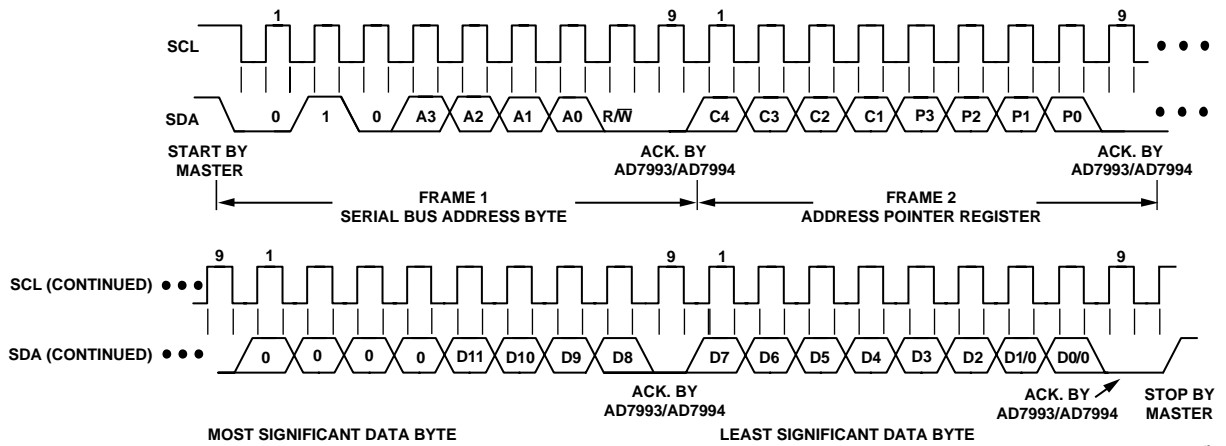 1 9 1 9
SCL
SDA 0 1 0 A3 A2 A1 A0 R/W̅ C4 C3 C2 C1 P3 P2 P1 P0
START BY MASTER
ACK. BY AD7993/AD7994
ACK. BY AD7993/AD7994
FRAME 1
SERIAL BUS ADDRESS BYTE
FRAME 2
ADDRESS POINTER REGISTER
9 1 9 1 9
SCL (CONTINUED)
SDA (CONTINUED) 0 0 0 0 D11 D10 D9 D8 D7 D6 D5 D4 D3 D2 D1/0 D0/0
ACK. BY AD7993/AD7994
ACK. BY AD7993/AD7994
STOP BY MASTER
MOST SIGNIFICANT DATA BYTE
LEAST SIGNIFICANT DATA BYTE